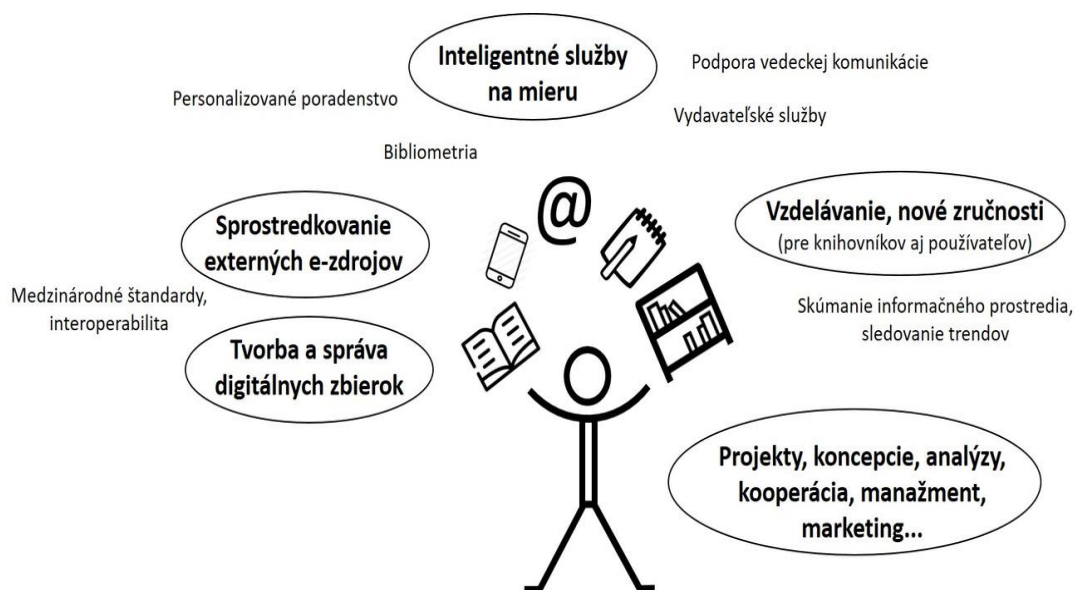 Inteligentné služby
na mieru
Podpora vedeckej komunikácie
Personalizované poradenstvo
Vydavateľské služby
Bibliometria
@
Sprostredkovanie
externých e-zdrojov
Vzdelávanie, nové zručnosti
(pre knihovníkov aj používateľov)
Medzinárodné štandardy,
interoperabilita
Skúmanie informačného prostredia,
sledovanie trendov
Tvorba a správa
digitálnych zbierok
Projekty, koncepcie, analýzy,
kooperácia, manažment,
marketing...